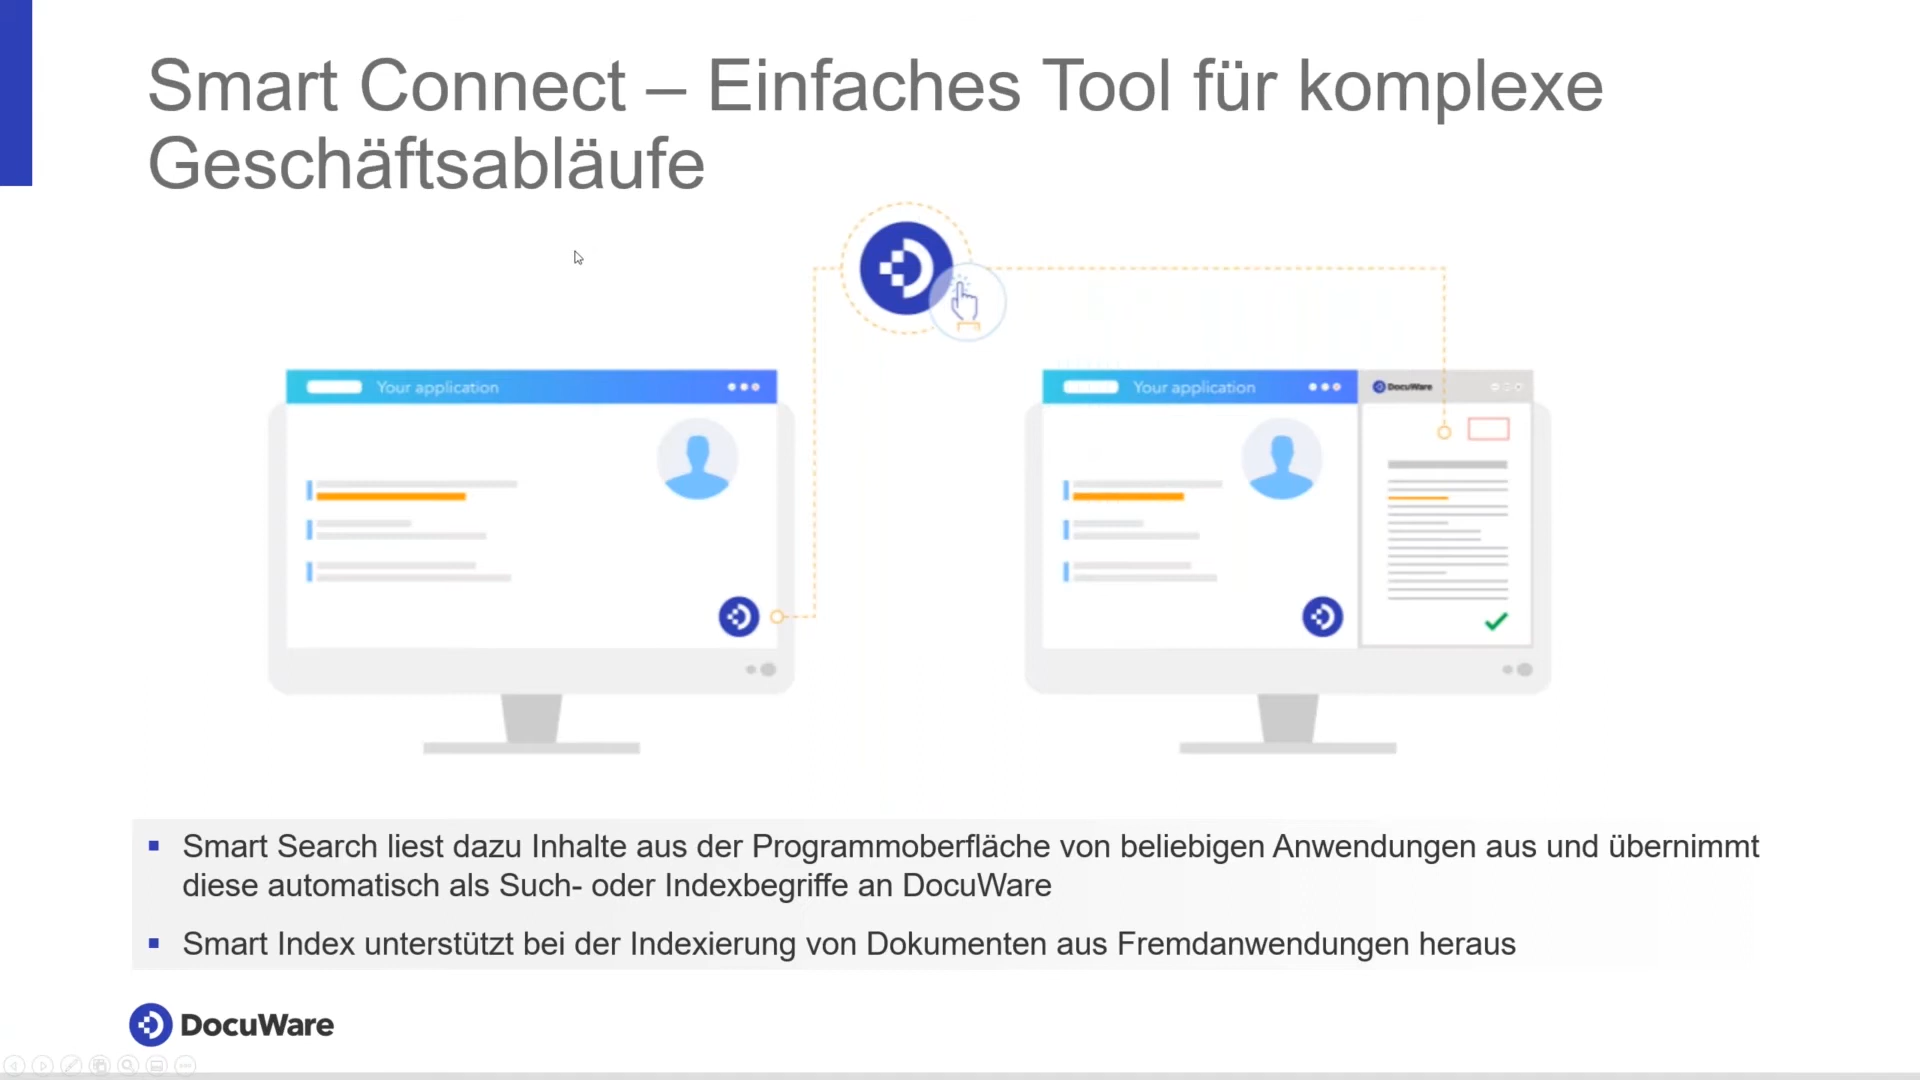 Smart Connect – Einfaches Tool für komplexe
Geschäftsabläufe
Your application
Your application
DocuWare
Smart Search liest dazu Inhalte aus der Programmoberfläche von beliebigen Anwendungen aus und übernimmt
diese automatisch als Such- oder Indexbegriffe an DocuWare
Smart Index unterstützt bei der Indexierung von Dokumenten aus Fremdanwendungen heraus
DocuWare